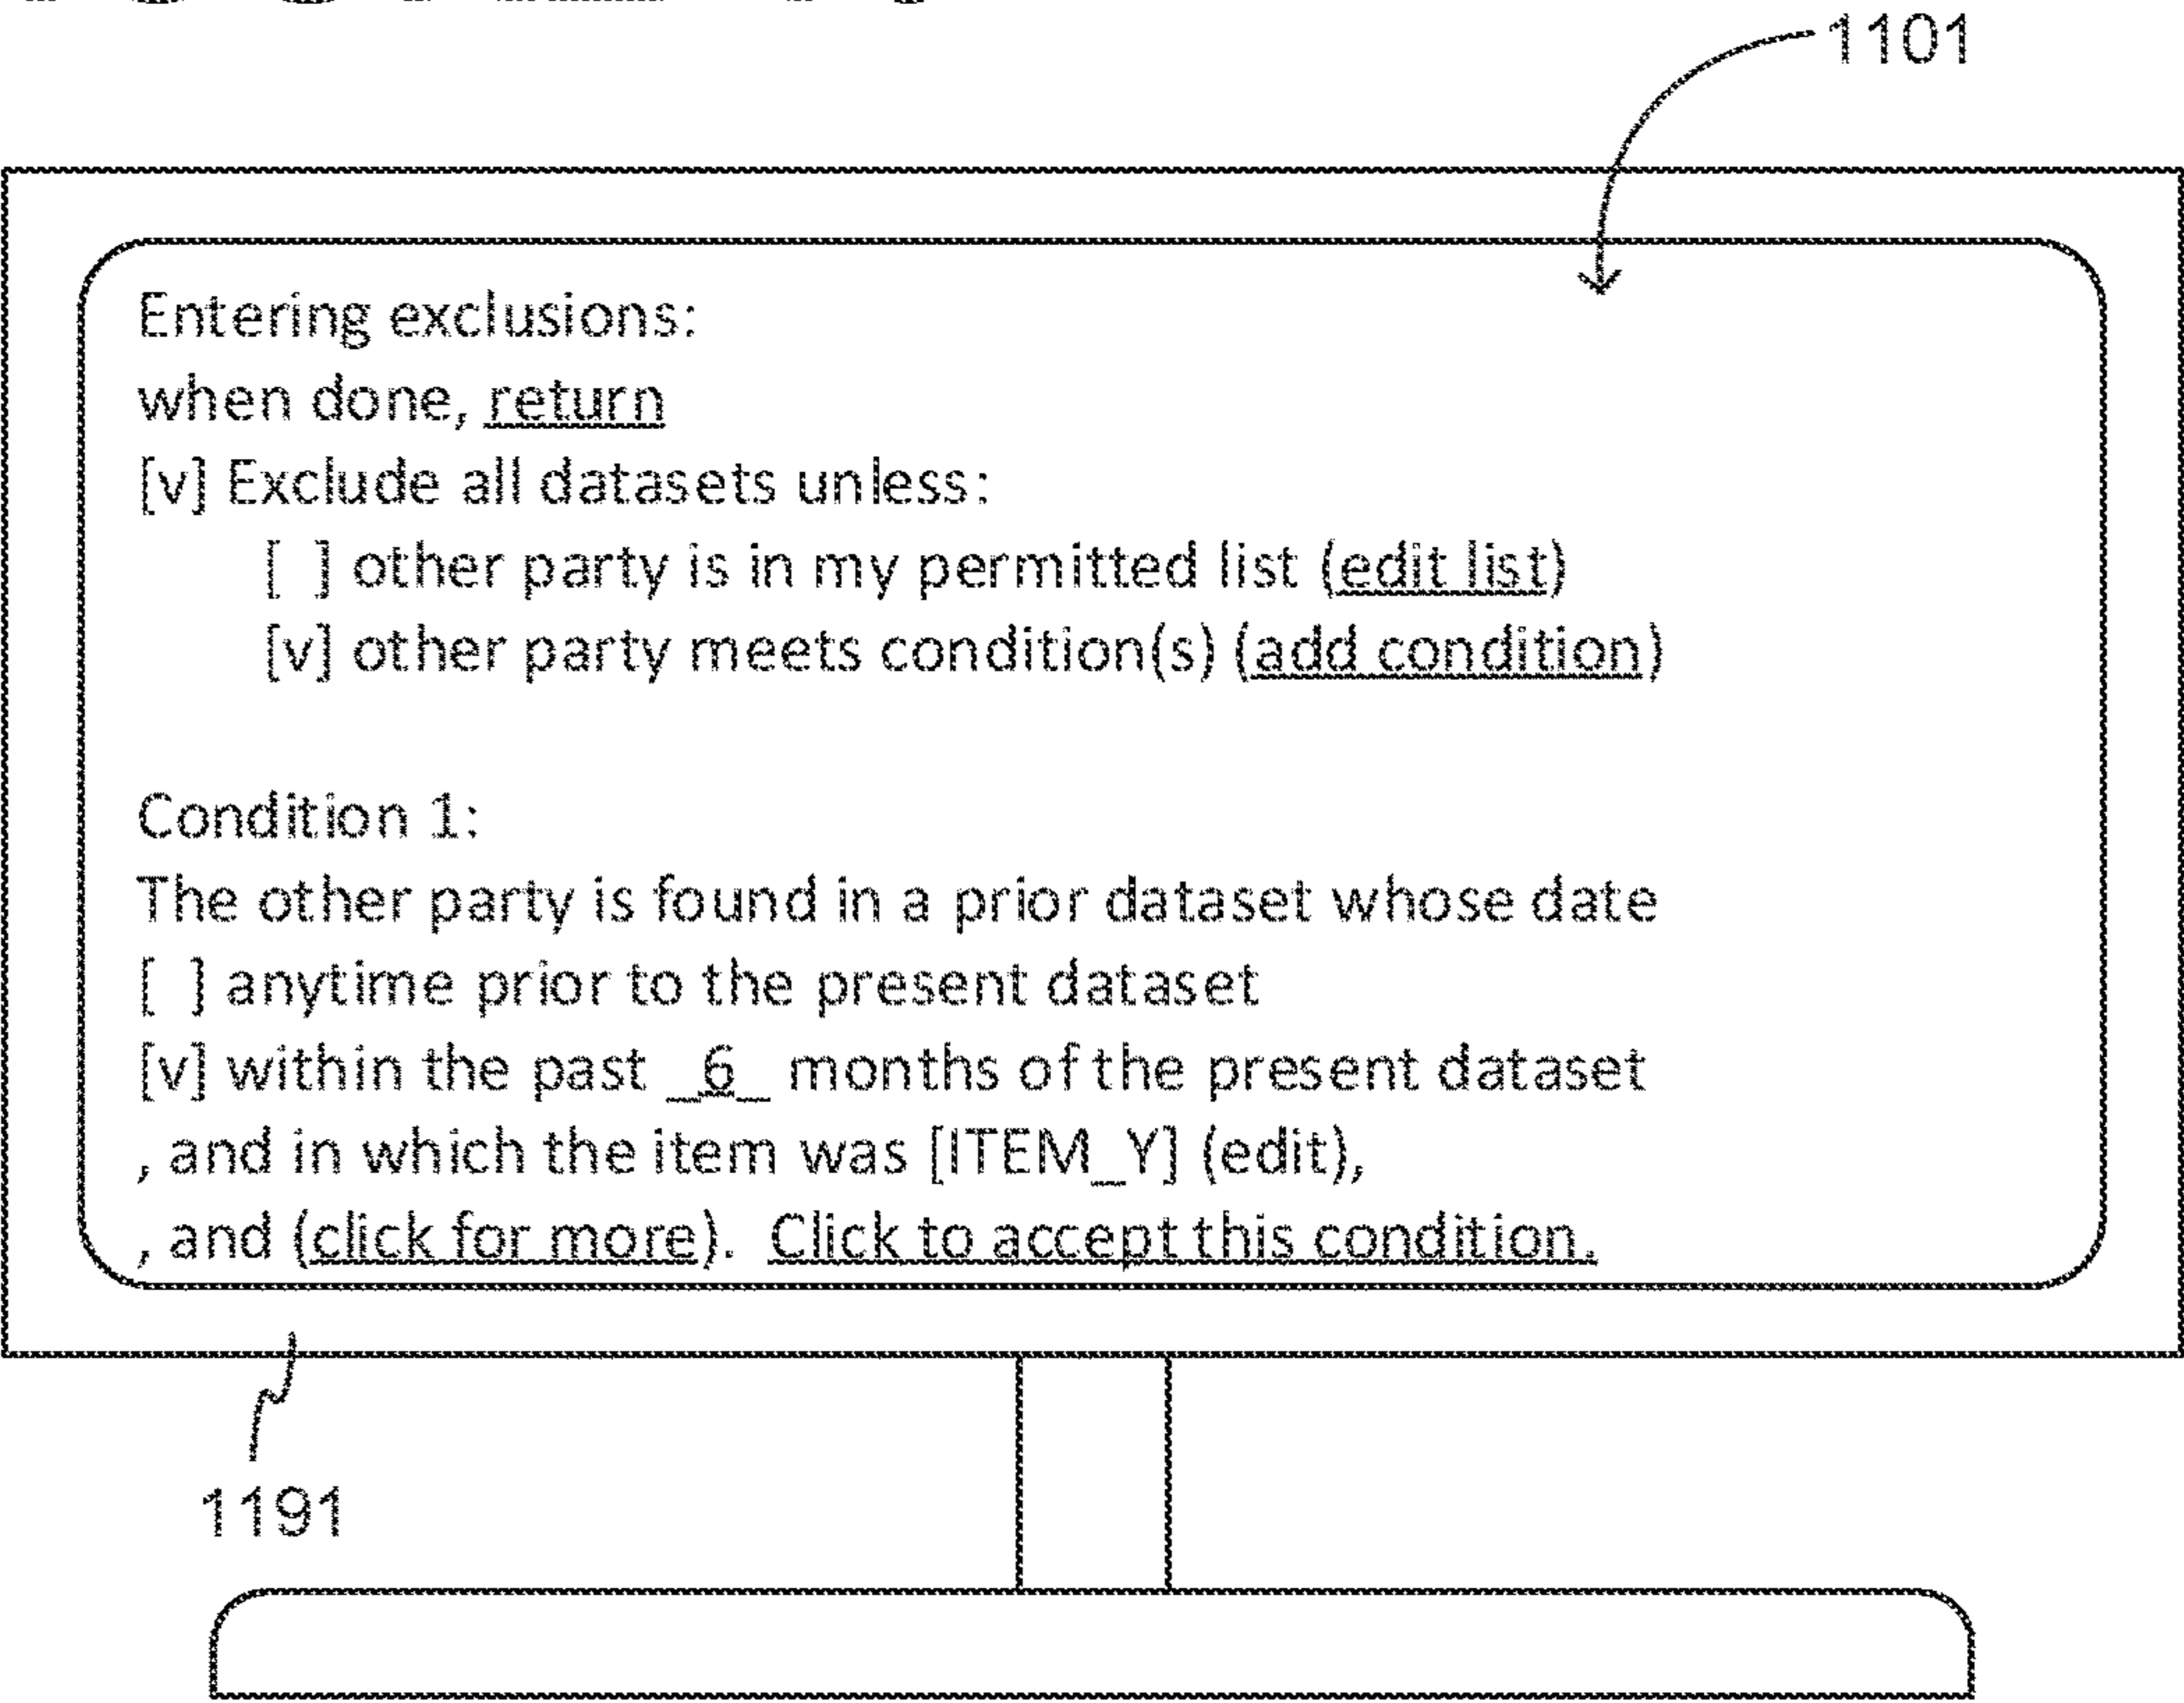 1101
Entering exclusions:
when done, return
[v] Exclude all datasets unless:
[ ] other party is in my permitted list (edit list)
[v] other party meets condition(s) (add condition)
Condition 1:
The other party is found in a prior dataset whose date
[ ] anytime prior to the present dataset
[v] within the past _6_ months of the present dataset
, and in which the item was [ITEM_Y] (edit),
, and (click for more). Click to accept this condition.
1191